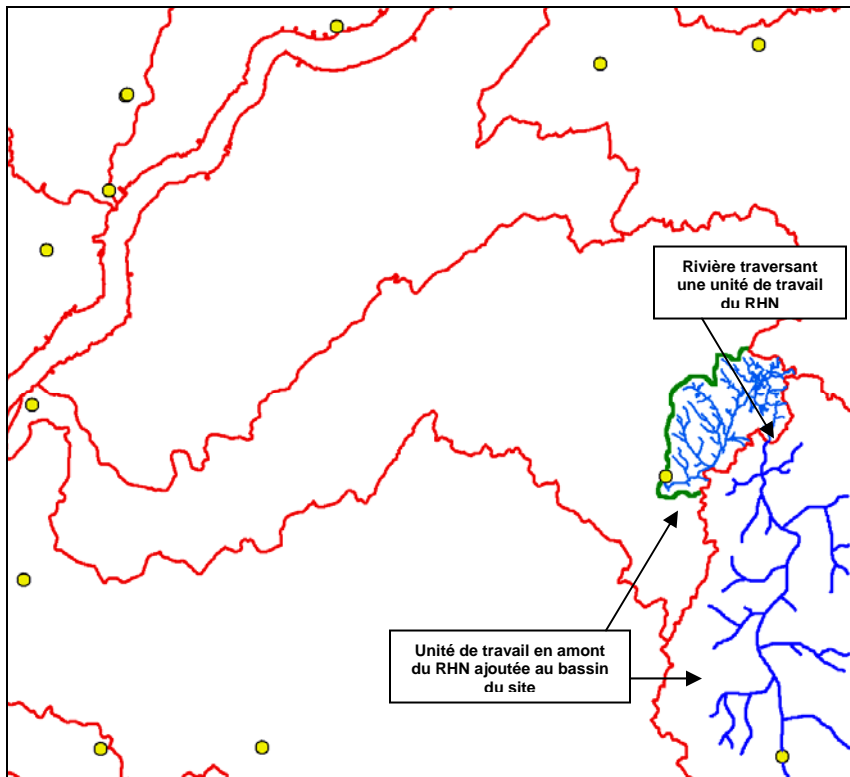 Rivière traversant
une unité de travail
du RHN
Unité de travail en amont
du RHN ajoutée au bassin
du site